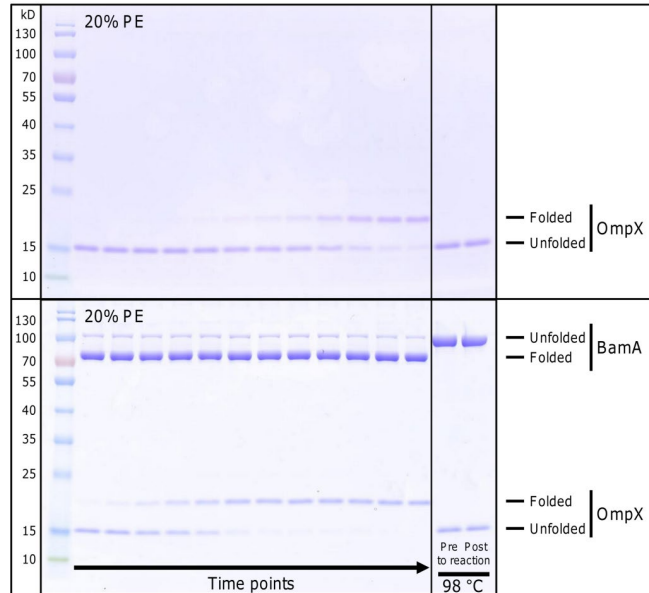 kD
20% PE
130
100
70
55
40
35
25
15
10
Folded
Unfolded
OmpX
20% PE
130
100
70
55
40
35
25
15
10
Unfolded
Folded
BamA
Folded
Unfolded
OmpX
Pre Post
to reaction
Time points
98 °C